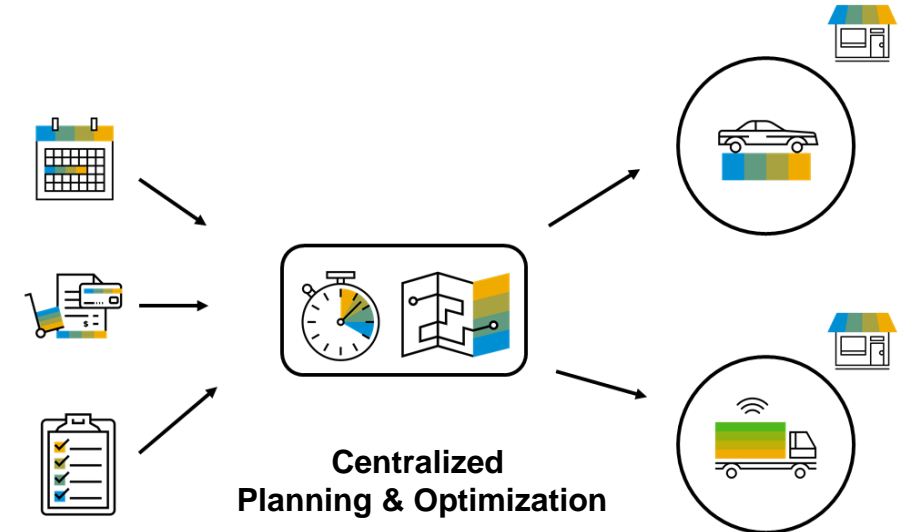 $ =
Centralized
Planning & Optimization